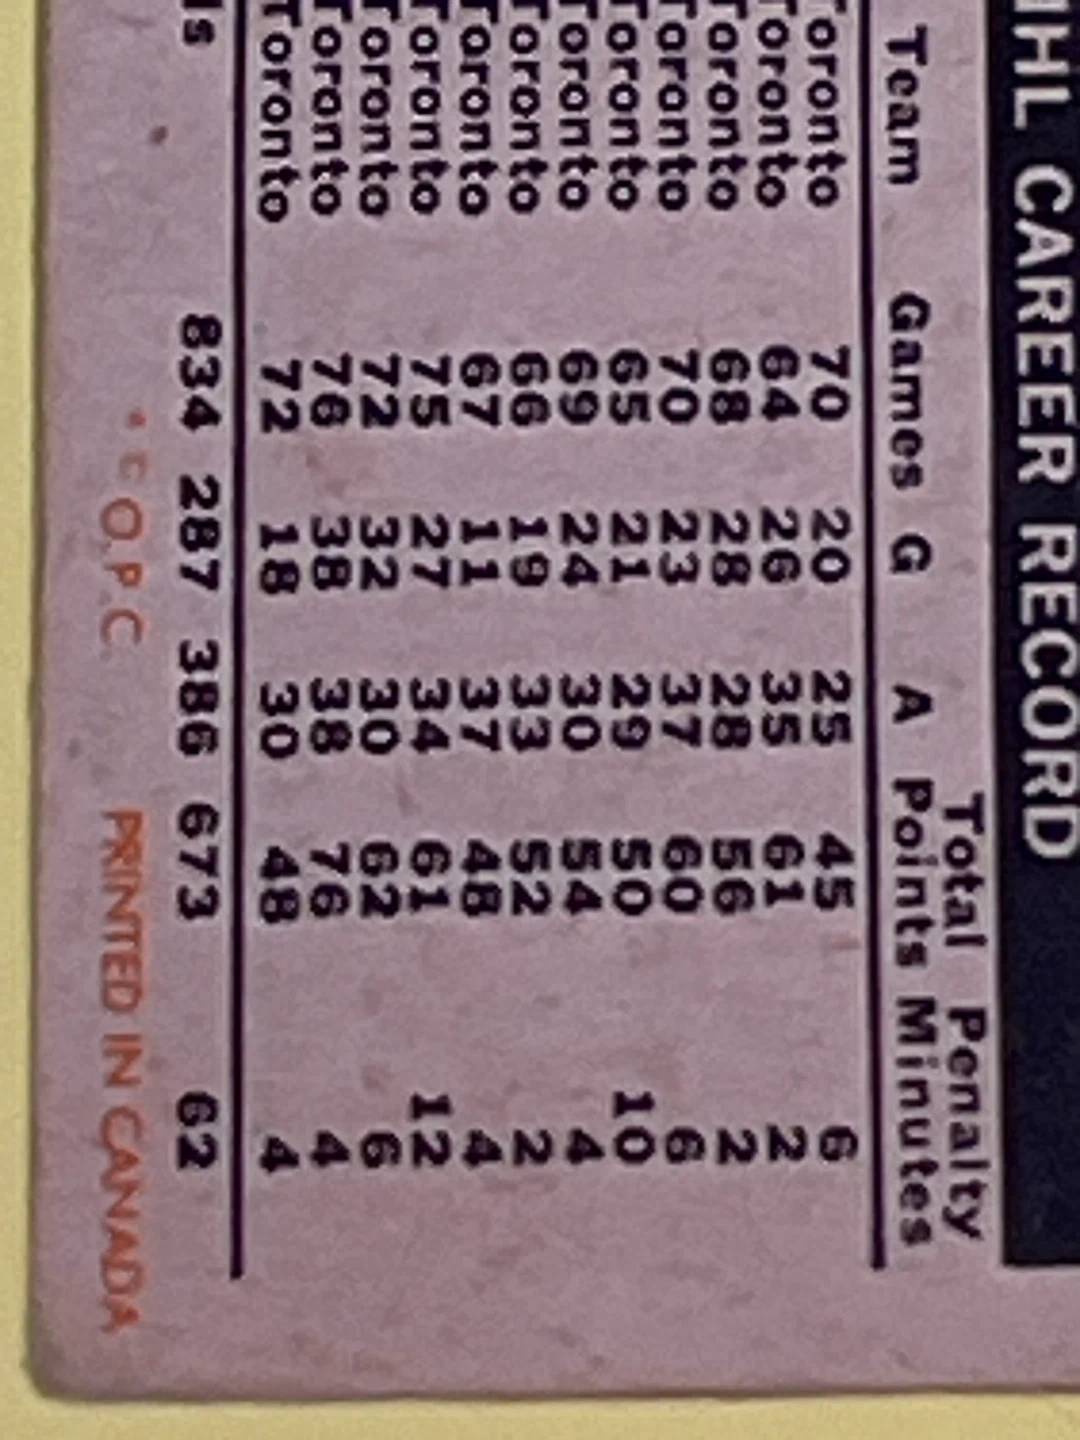 NHL CAREER RECORD
Total Penalty
Team Games G A Points Minutes
Toronto 70 20 25 45 6
Toronto 64 26 35 61 2
Toronto 68 28 28 56 2
Toronto 70 23 37 60 6
Toronto 65 21 29 50 10
Toronto 69 24 30 54 4
Toronto 66 19 33 52 2
Toronto 67 11 37 48 4
Toronto 75 27 34 61 12
Toronto 72 32 30 62 6
Toronto 76 38 38 76 4
Toronto 72 18 30 48 4
ls 834 287 386 673 62
* © O.P.C. PRINTED IN CANADA